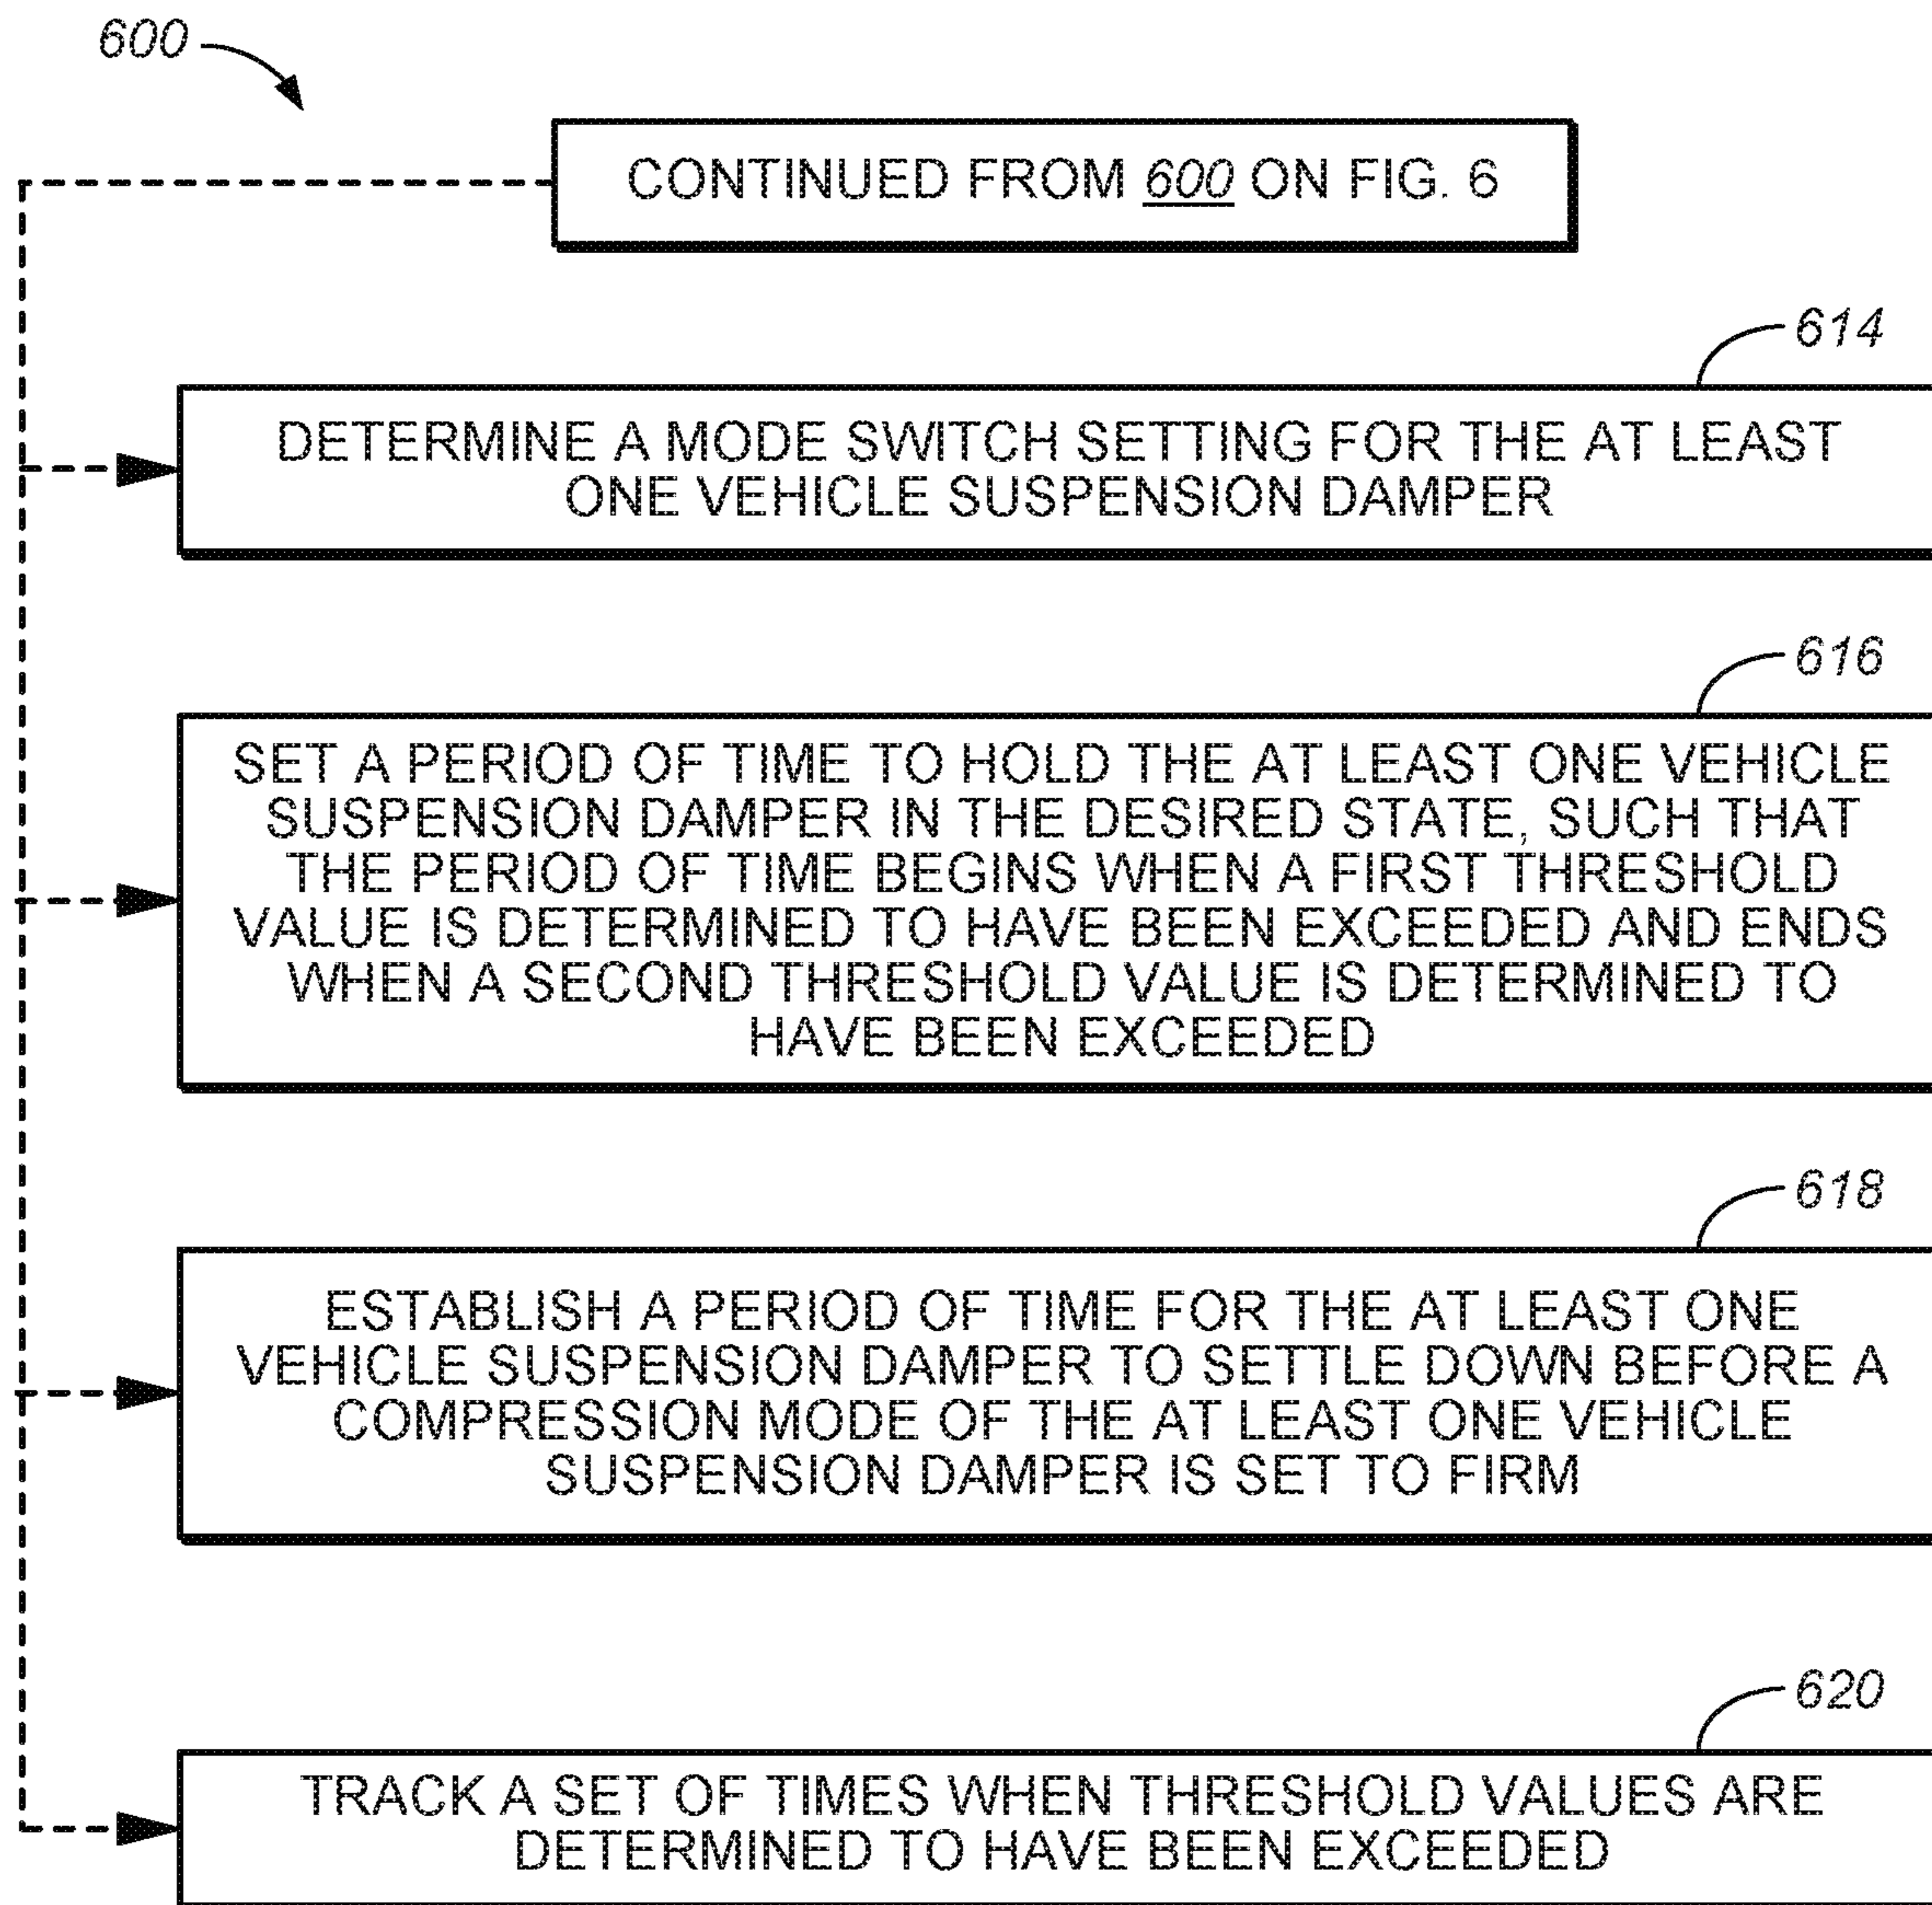 600
CONTINUED FROM 600 ON FIG. 6
614
DETERMINE A MODE SWITCH SETTING FOR THE AT LEAST
ONE VEHICLE SUSPENSION DAMPER
616
SET A PERIOD OF TIME TO HOLD THE AT LEAST ONE VEHICLE
SUSPENSION DAMPER IN THE DESIRED STATE, SUCH THAT
THE PERIOD OF TIME BEGINS WHEN A FIRST THRESHOLD
VALUE IS DETERMINED TO HAVE BEEN EXCEEDED AND ENDS
WHEN A SECOND THRESHOLD VALUE IS DETERMINED TO
HAVE BEEN EXCEEDED
618
ESTABLISH A PERIOD OF TIME FOR THE AT LEAST ONE
VEHICLE SUSPENSION DAMPER TO SETTLE DOWN BEFORE A
COMPRESSION MODE OF THE AT LEAST ONE VEHICLE
SUSPENSION DAMPER IS SET TO FIRM
620
TRACK A SET OF TIMES WHEN THRESHOLD VALUES ARE
DETERMINED TO HAVE BEEN EXCEEDED